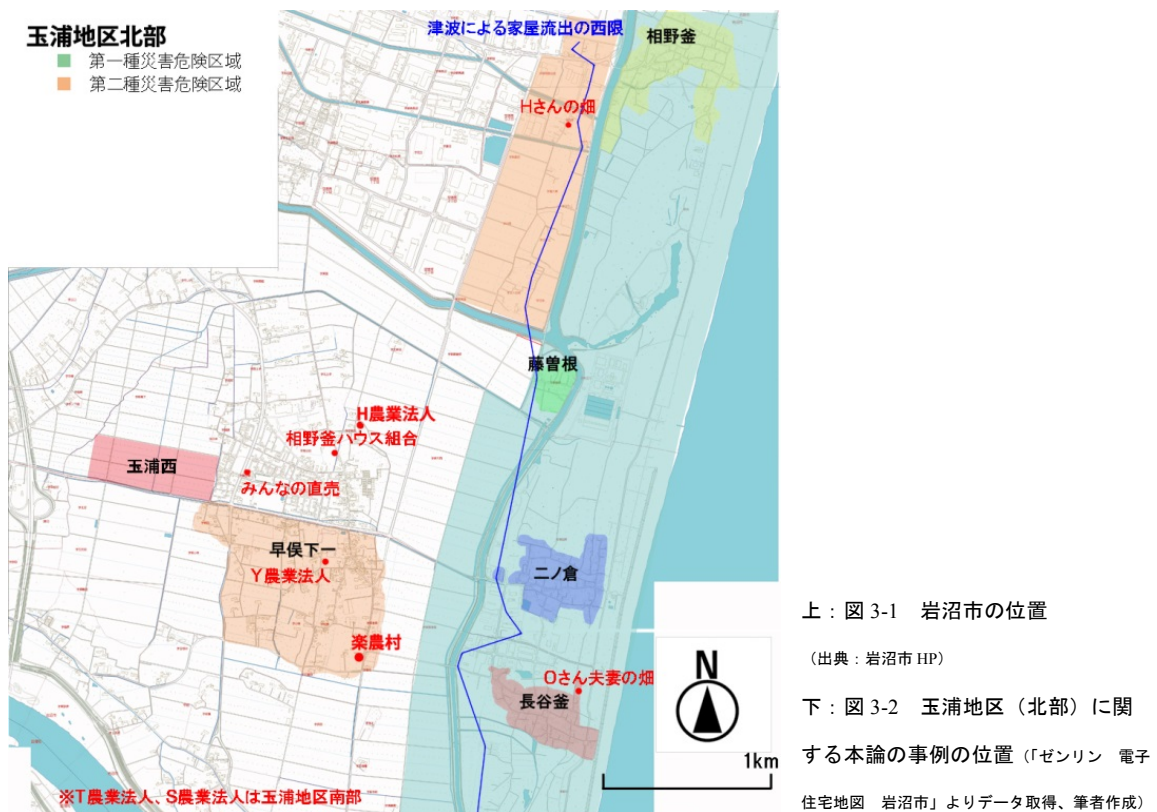 玉浦地区北部
第一種災害危険区域
第二種災害危険区域
津波による家屋流出の西限
相野釜
Hさんの畑
藤曽根
H農業法人
相野釜ハウス組合
玉浦西
みんなの直売
早俣下一
Y農業法人
二ノ倉
楽農村
Oさん夫妻の畑
長谷釜
N
1km
※T農業法人、S農業法人は玉浦地区南部
上：図 3-1　岩沼市の位置
（出典：岩沼市 HP）
下：図 3-2　玉浦地区（北部）に関
する本論の事例の位置（「ゼンリン　電子
住宅地図　岩沼市」よりデータ取得、筆者作成）